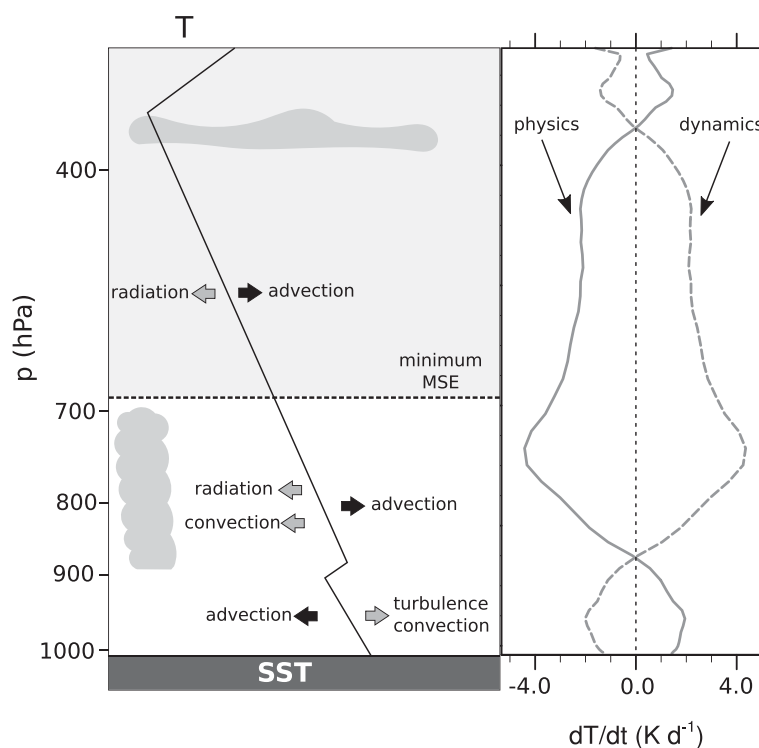 T
400
700
800
900
1000
p (hPa)
radiation
advection
minimum
MSE
radiation
convection
advection
advection
turbulence
convection
SST
physics
dynamics
-4.0
0.0
4.0
dT/dt (K d⁻¹)